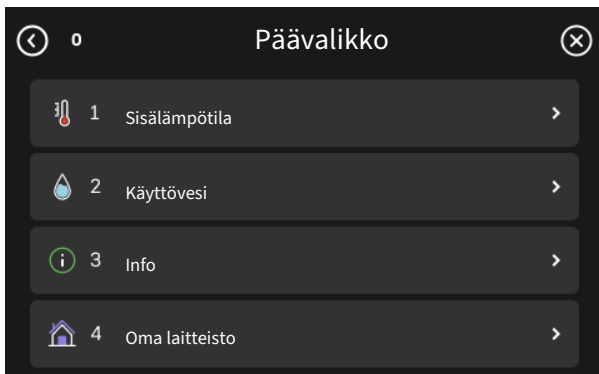 0 Päävalikko
1 Sisälämpötila
2 Käyttövesi
3 Info
4 Oma laitteisto